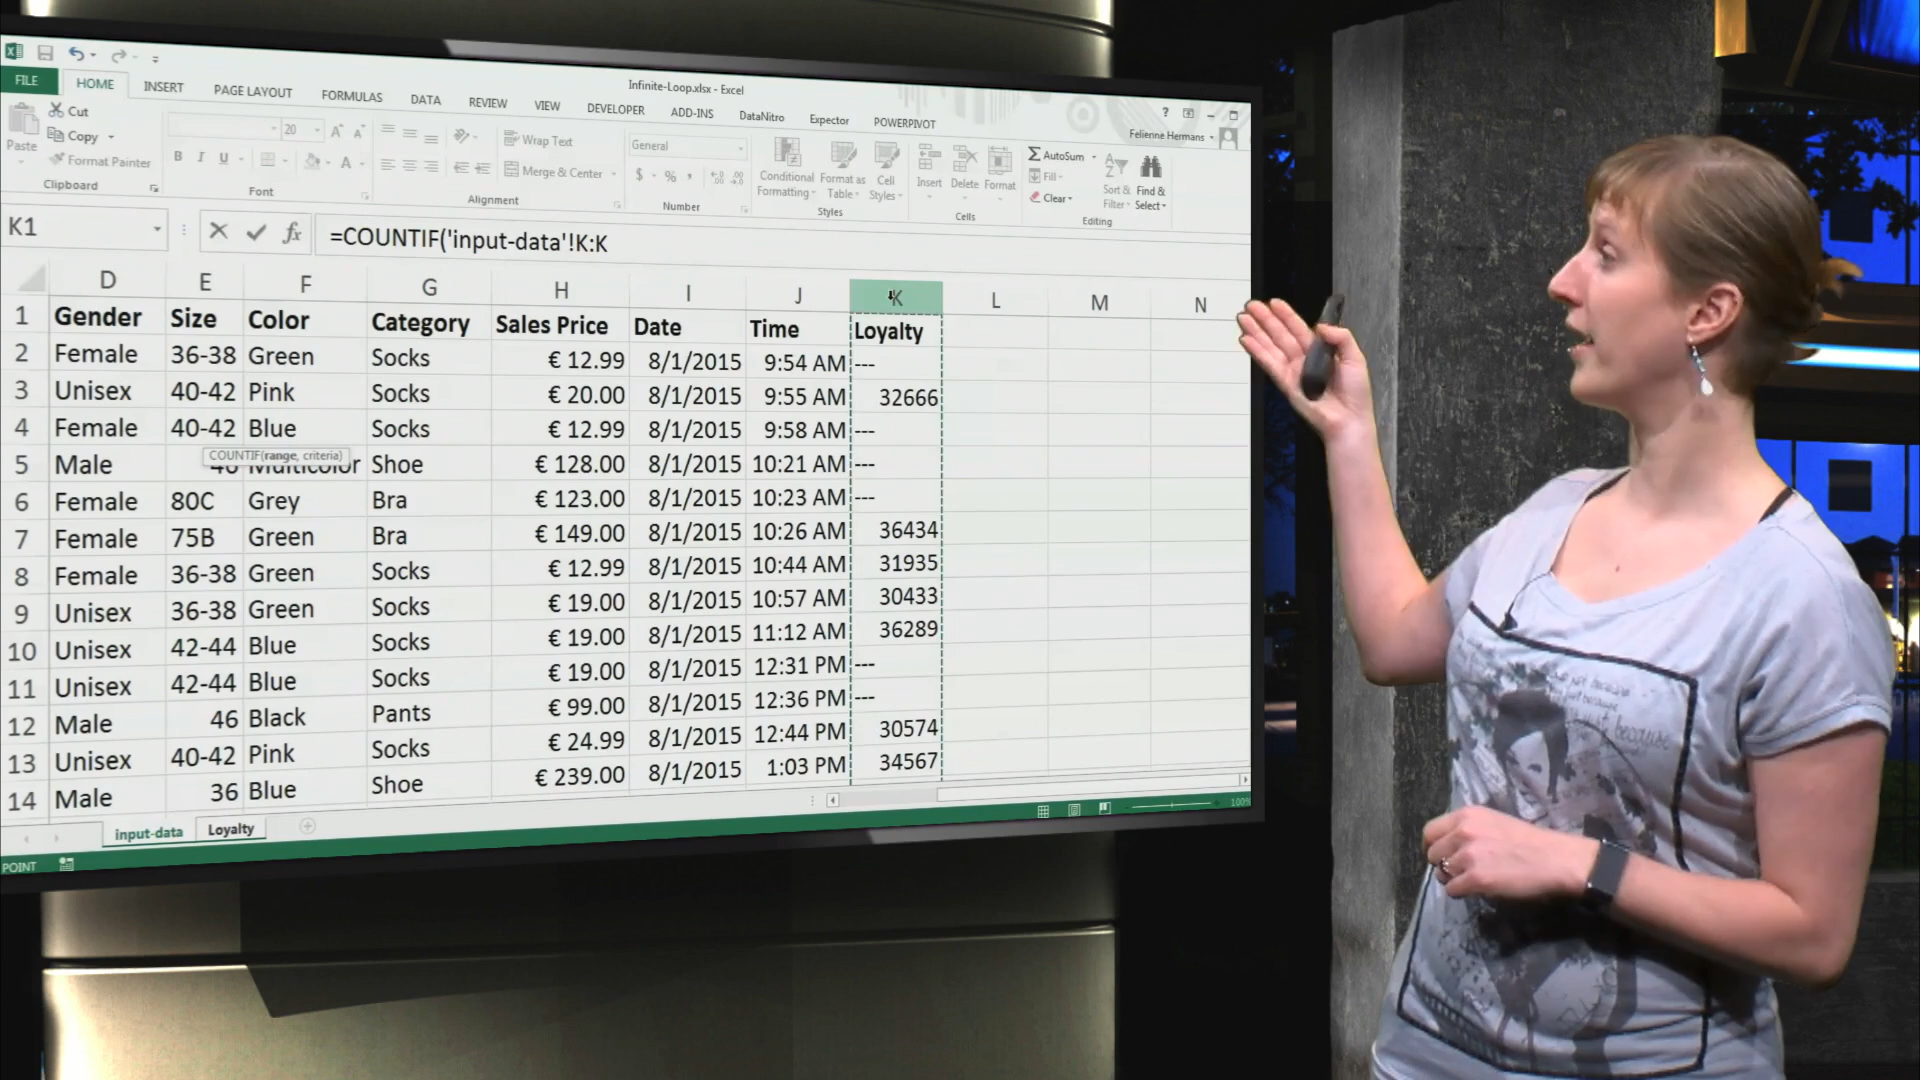 Infinite-Loop.xlsx - Excel
FILE HOME INSERT PAGE LAYOUT FORMULAS DATA REVIEW VIEW DEVELOPER ADD-INS DataNitro Expector POWERPIVOT
Felienne Hermans
Paste
Cut
Copy
Format Painter
Clipboard
20
B I U
Font
Wrap Text
Merge & Center
Alignment
General
$ % ,
Number
Conditional Formatting
Format as Table
Cell Styles
Styles
Insert Delete Format
Cells
AutoSum
Fill
Clear
Sort & Filter
Find & Select
Editing
K1
fx
=COUNTIF('input-data'!K:K
D E F G H I J K L M N
1 Gender Size Color Category Sales Price Date Time Loyalty
2 Female 36-38 Green Socks € 12.99 8/1/2015 9:54 AM ---
3 Unisex 40-42 Pink Socks € 20.00 8/1/2015 9:55 AM 32666
4 Female 40-42 Blue Socks € 12.99 8/1/2015 9:58 AM ---
COUNTIF(range, criteria)
5 Male 46 Multicolor Shoe € 128.00 8/1/2015 10:21 AM ---
6 Female 80C Grey Bra € 123.00 8/1/2015 10:23 AM ---
7 Female 75B Green Bra € 149.00 8/1/2015 10:26 AM 36434
8 Female 36-38 Green Socks € 12.99 8/1/2015 10:44 AM 31935
9 Unisex 36-38 Green Socks € 19.00 8/1/2015 10:57 AM 30433
10 Unisex 42-44 Blue Socks € 19.00 8/1/2015 11:12 AM 36289
11 Unisex 42-44 Blue Socks € 19.00 8/1/2015 12:31 PM ---
12 Male 46 Black Pants € 99.00 8/1/2015 12:36 PM ---
13 Unisex 40-42 Pink Socks € 24.99 8/1/2015 12:44 PM 30574
14 Male 36 Blue Shoe € 239.00 8/1/2015 1:03 PM 34567
input-data Loyalty
POINT
100%